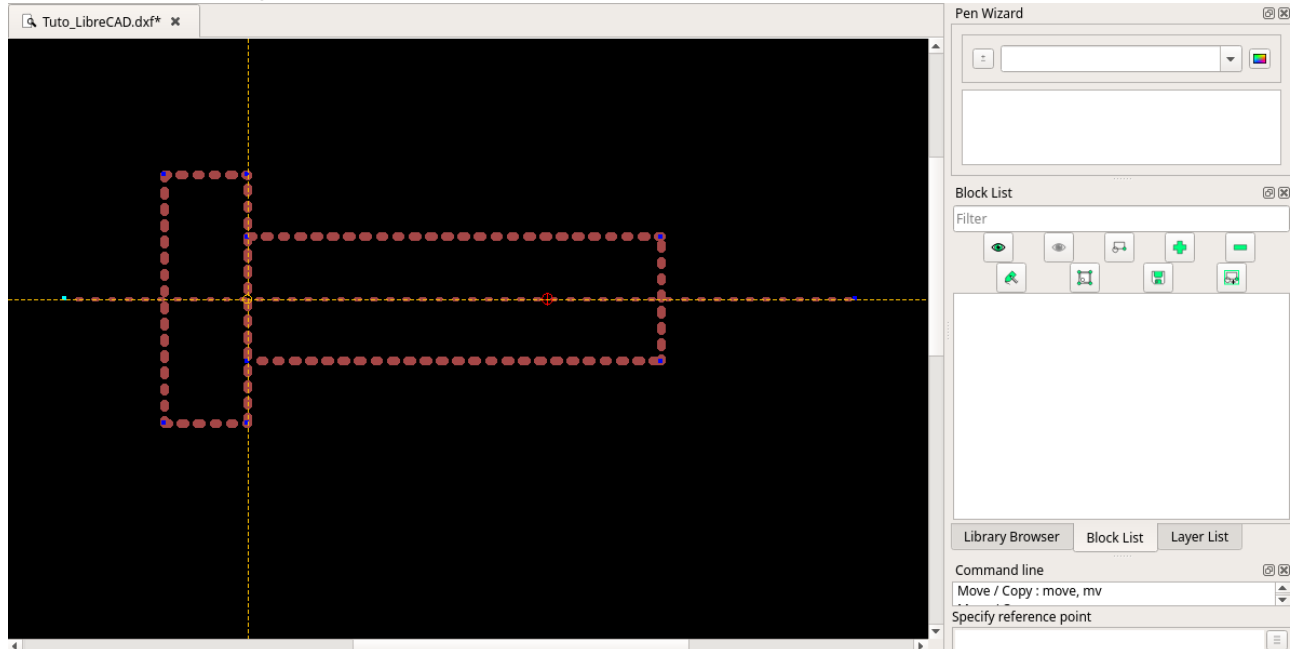 Tuto_LibreCAD.dxf*
Pen Wizard
Block List
Filter
Library Browser
Block List
Layer List
Command line
Move / Copy : move, mv
Specify reference point